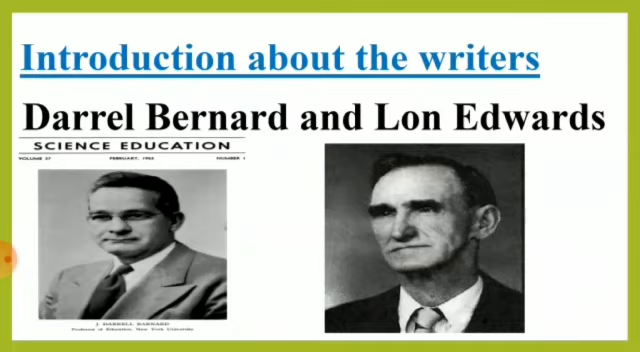 Introduction about the writers
Darrel Bernard and Lon Edwards
SCIENCE EDUCATION
VOLUME 37 FEBRUARY, 1953 NUMBER 1
J. DARRELL BARNARD
Professor of Education, New York University